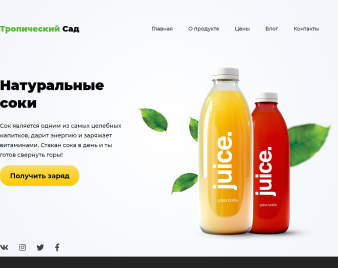 Тропический Сад
Главная О продукте Цены Блог Контакты
Натуральные
соки
Сок является одним из самых целебных
напитков, дарит энергию и заряжает
витаминами. Стакан сока в день и ты
готов свернуть горы!
Получить заряд
juice.
juice.